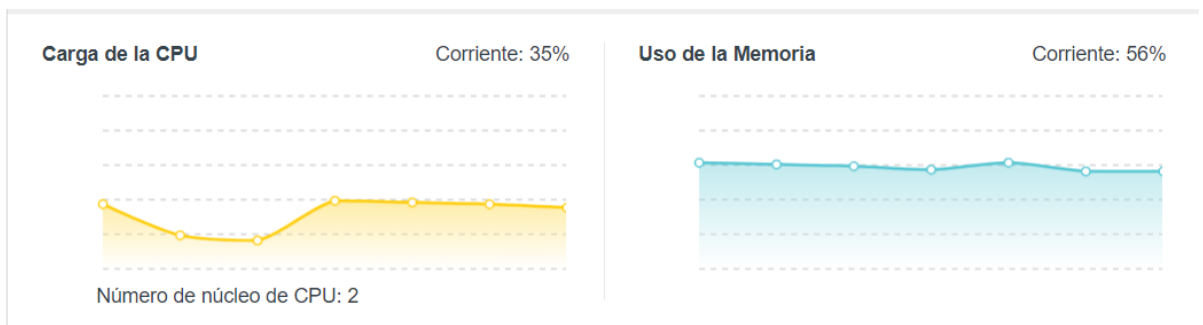 Carga de la CPU
Corriente: 35%
Número de núcleo de CPU: 2
Uso de la Memoria
Corriente: 56%